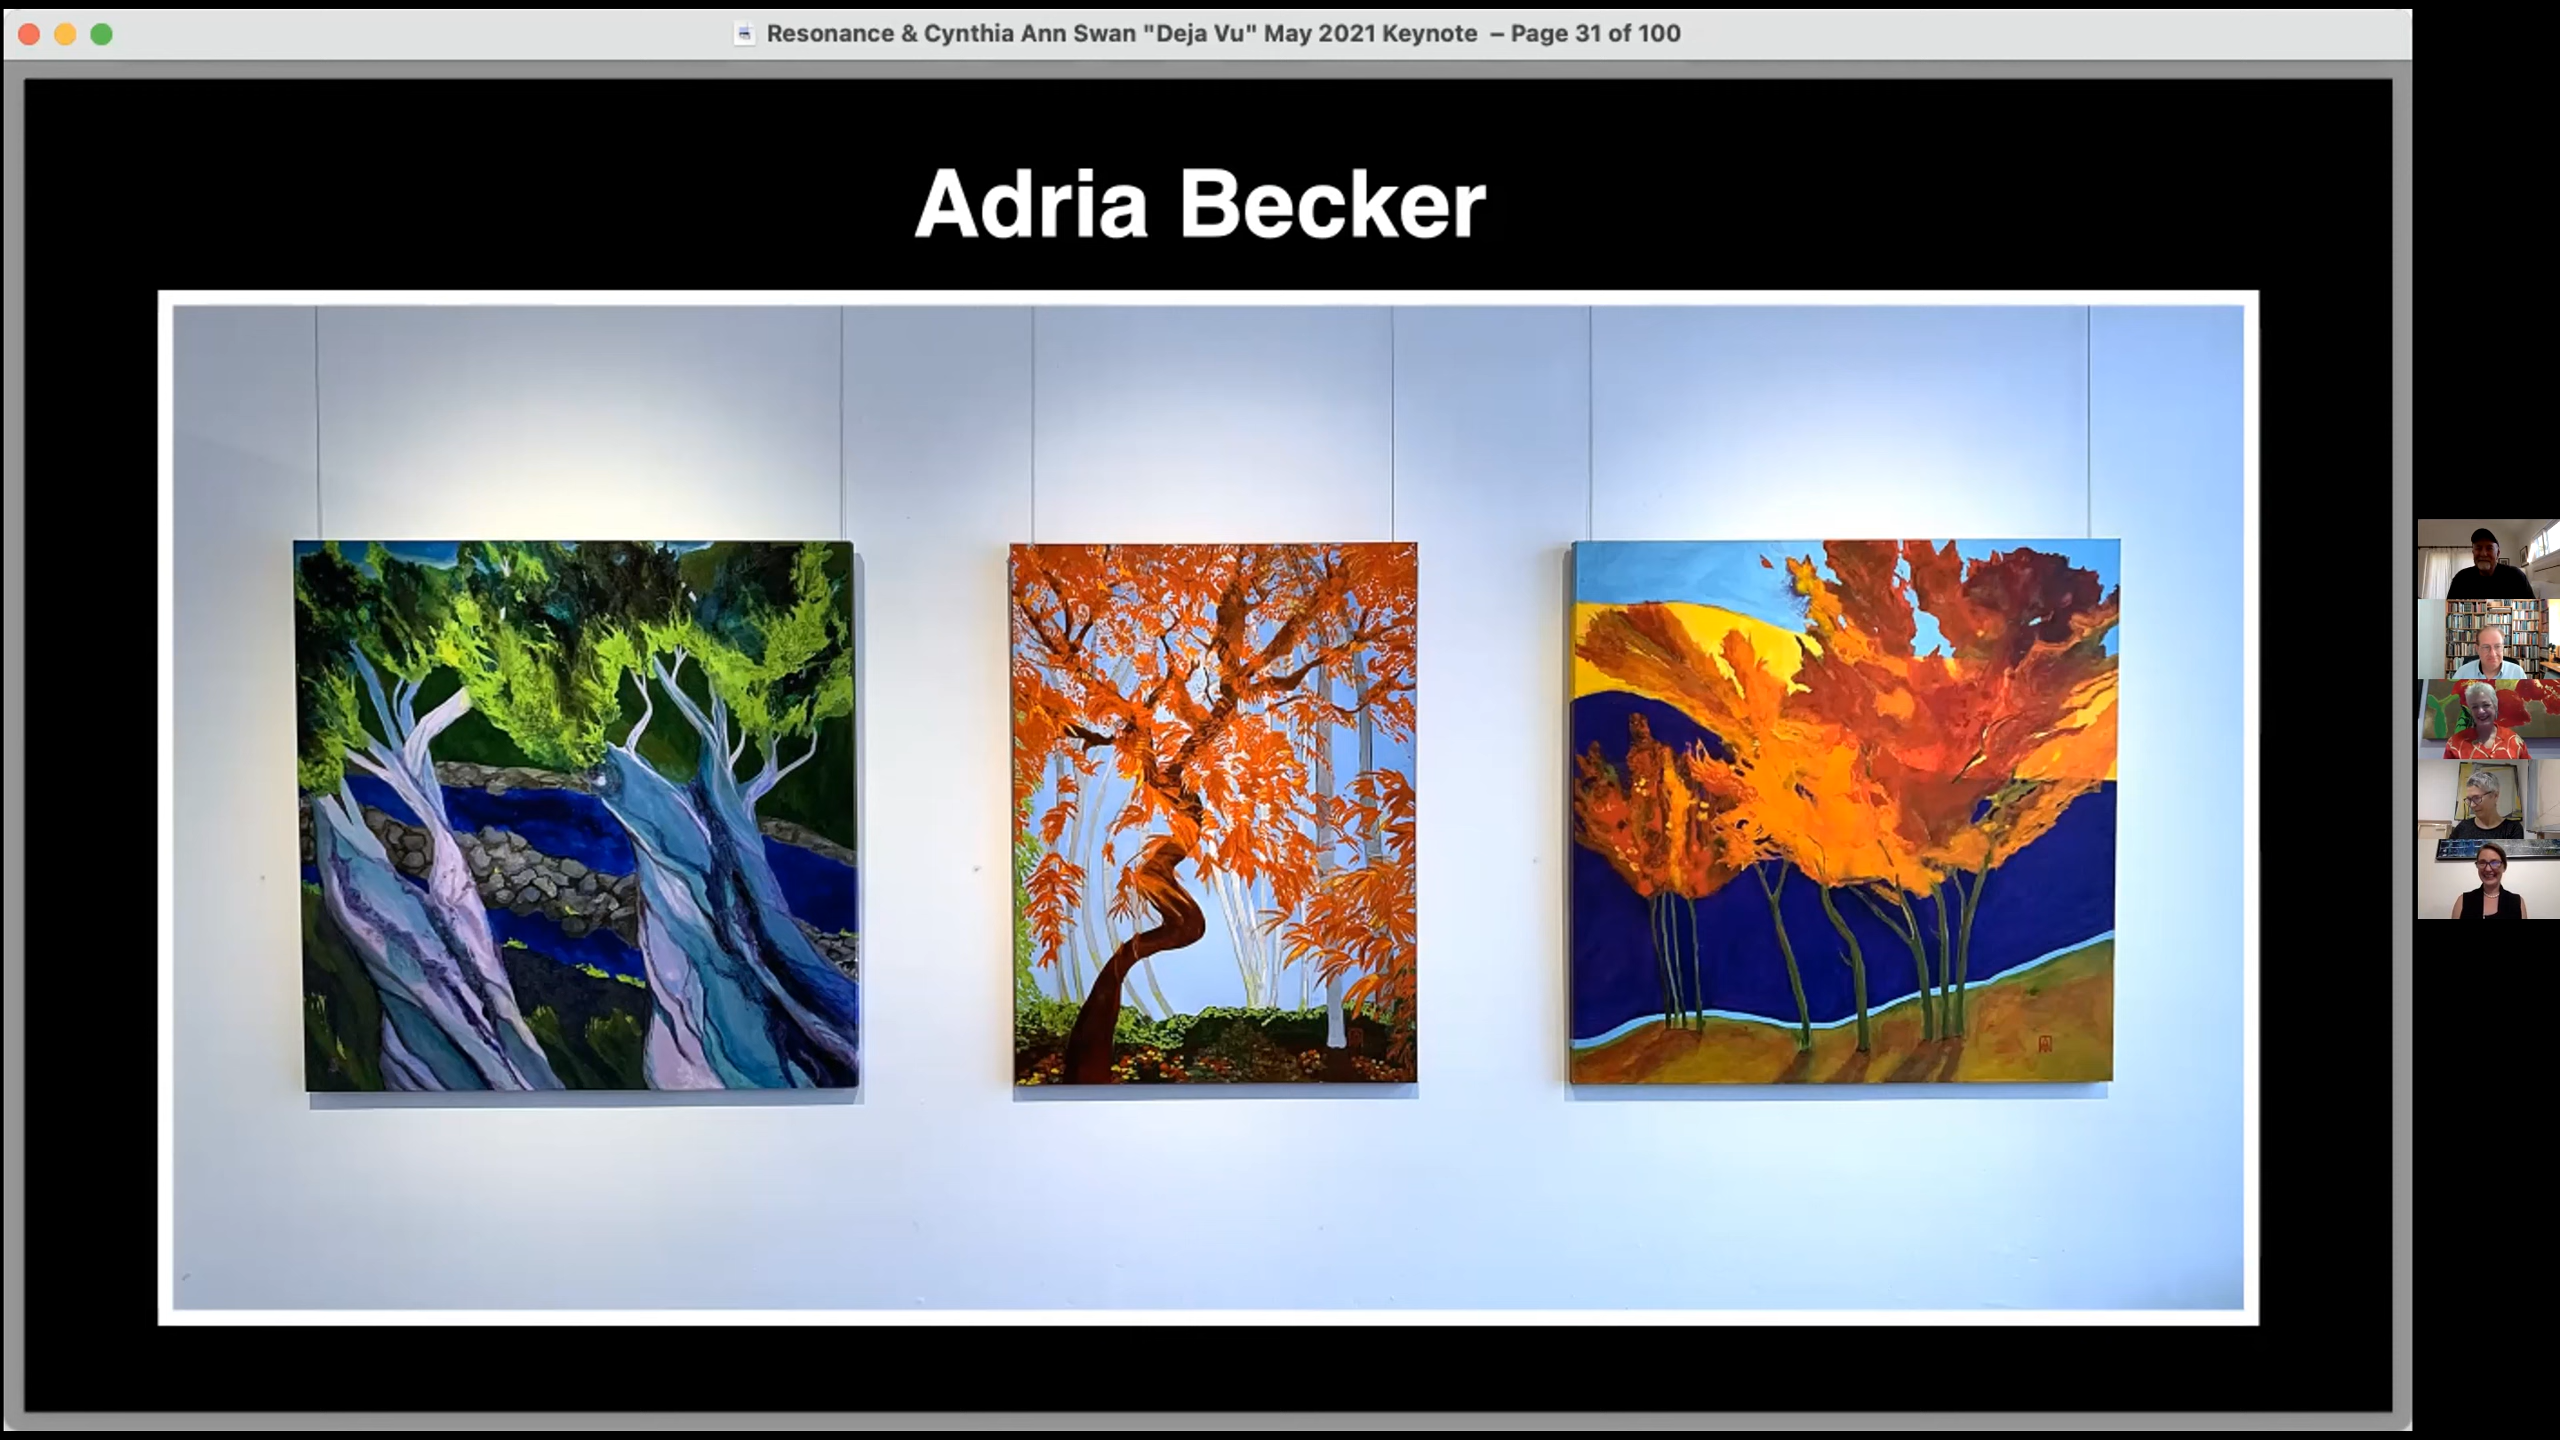 Resonance & Cynthia Ann Swan "Deja Vu" May 2021 Keynote – Page 31 of 100
Adria Becker